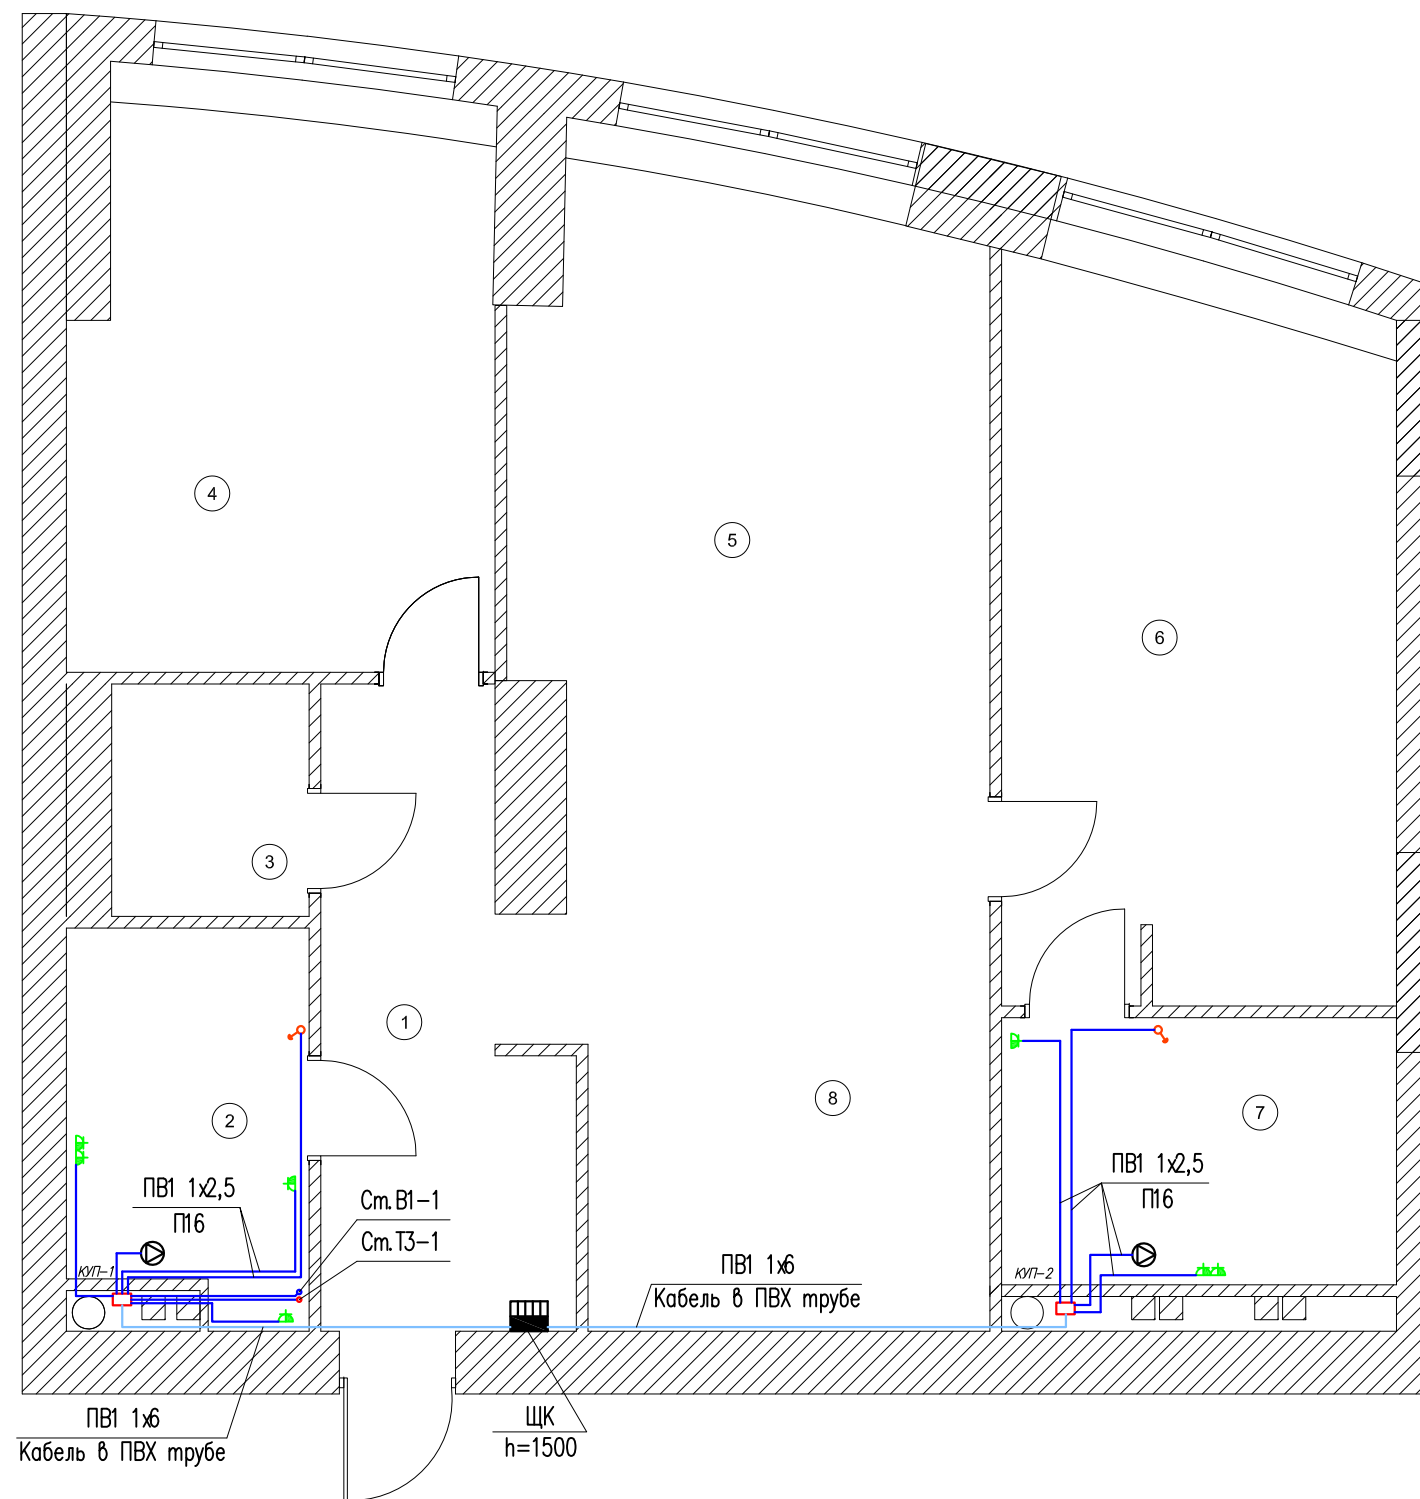 4
5
6
3
1
2
8
7
ПВ1 1х2,5
П16
Ст.В1-1
Ст.Т3-1
ПВ1 1х2,5
П16
КУП-1
КУП-2
ПВ1 1х6
Кабель в ПВХ трубе
ПВ1 1х6
Кабель в ПВХ трубе
ЩК
h=1500